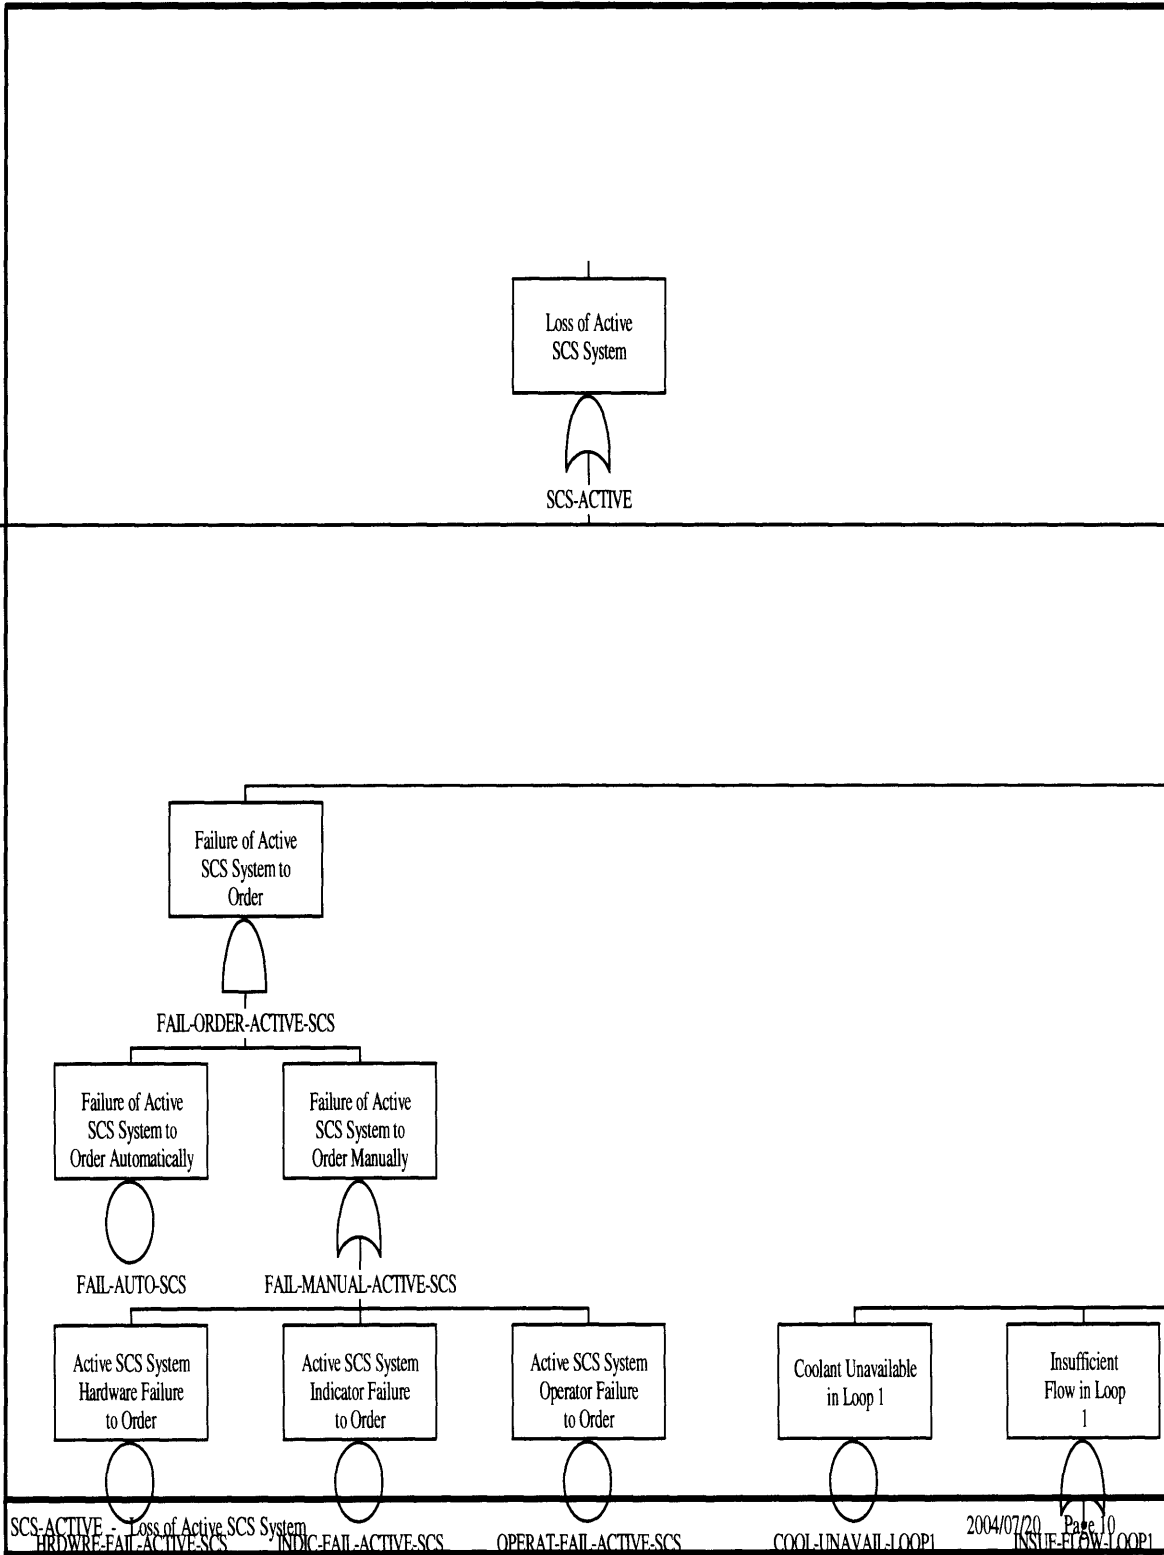 Loss of Active
SCS System
SCS-ACTIVE
Failure of Active
SCS System to
Order
FAIL-ORDER-ACTIVE-SCS
Failure of Active
SCS System to
Order Automatically
Failure of Active
SCS System to
Order Manually
FAIL-AUTO-SCS
FAIL-MANUAL-ACTIVE-SCS
Active SCS System
Hardware Failure
to Order
Active SCS System
Indicator Failure
to Order
Active SCS System
Operator Failure
to Order
Coolant Unavailable
in Loop 1
Insufficient
Flow in Loop
1
SCS-ACTIVE - Loss of Active SCS System
2004/07/20 Page 10
HRDWRE-FAIL-ACTIVE-SCS
INDIC-FAIL-ACTIVE-SCS
OPERAT-FAIL-ACTIVE-SCS
COOL-UNAVAIL-LOOP1
INSUF-FLOW-LOOP1